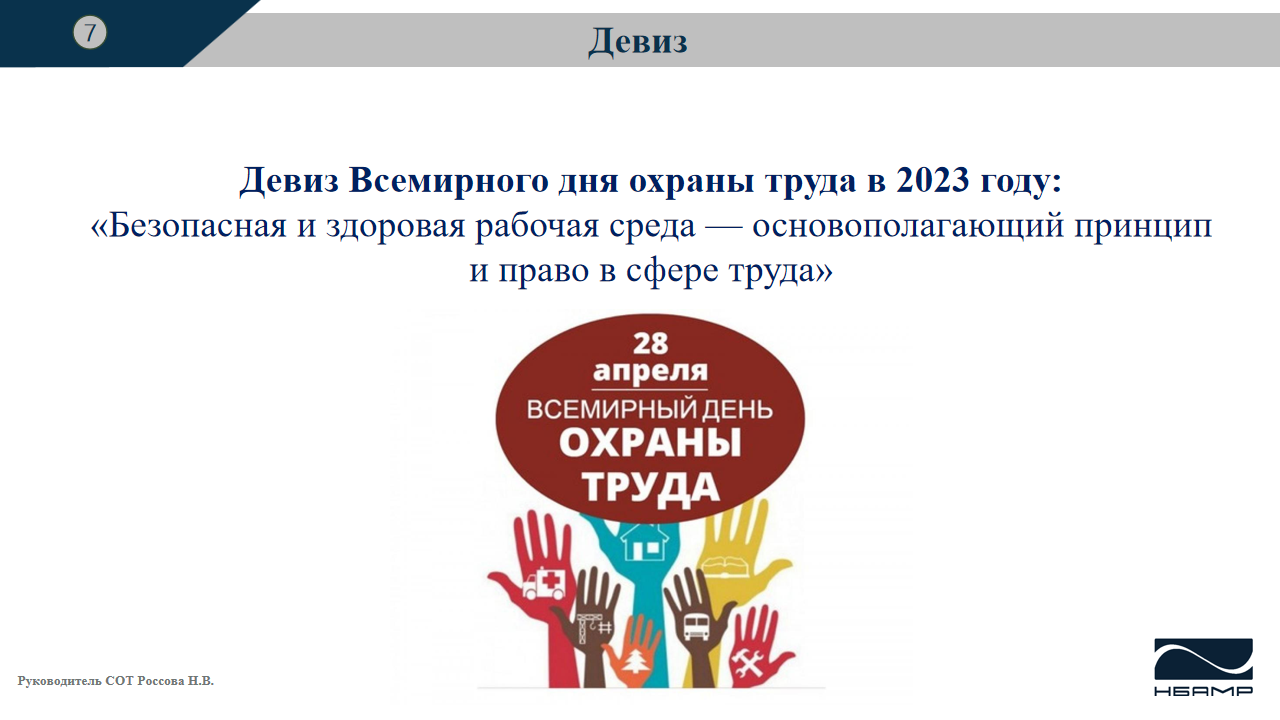 7
Девиз
Девиз Всемирного дня охраны труда в 2023 году:
«Безопасная и здоровая рабочая среда — основополагающий принцип
и право в сфере труда»
28
апреля
ВСЕМИРНЫЙ ДЕНЬ
ОХРАНЫ
ТРУДА
Руководитель СОТ Россова Н.В.
НБАМР